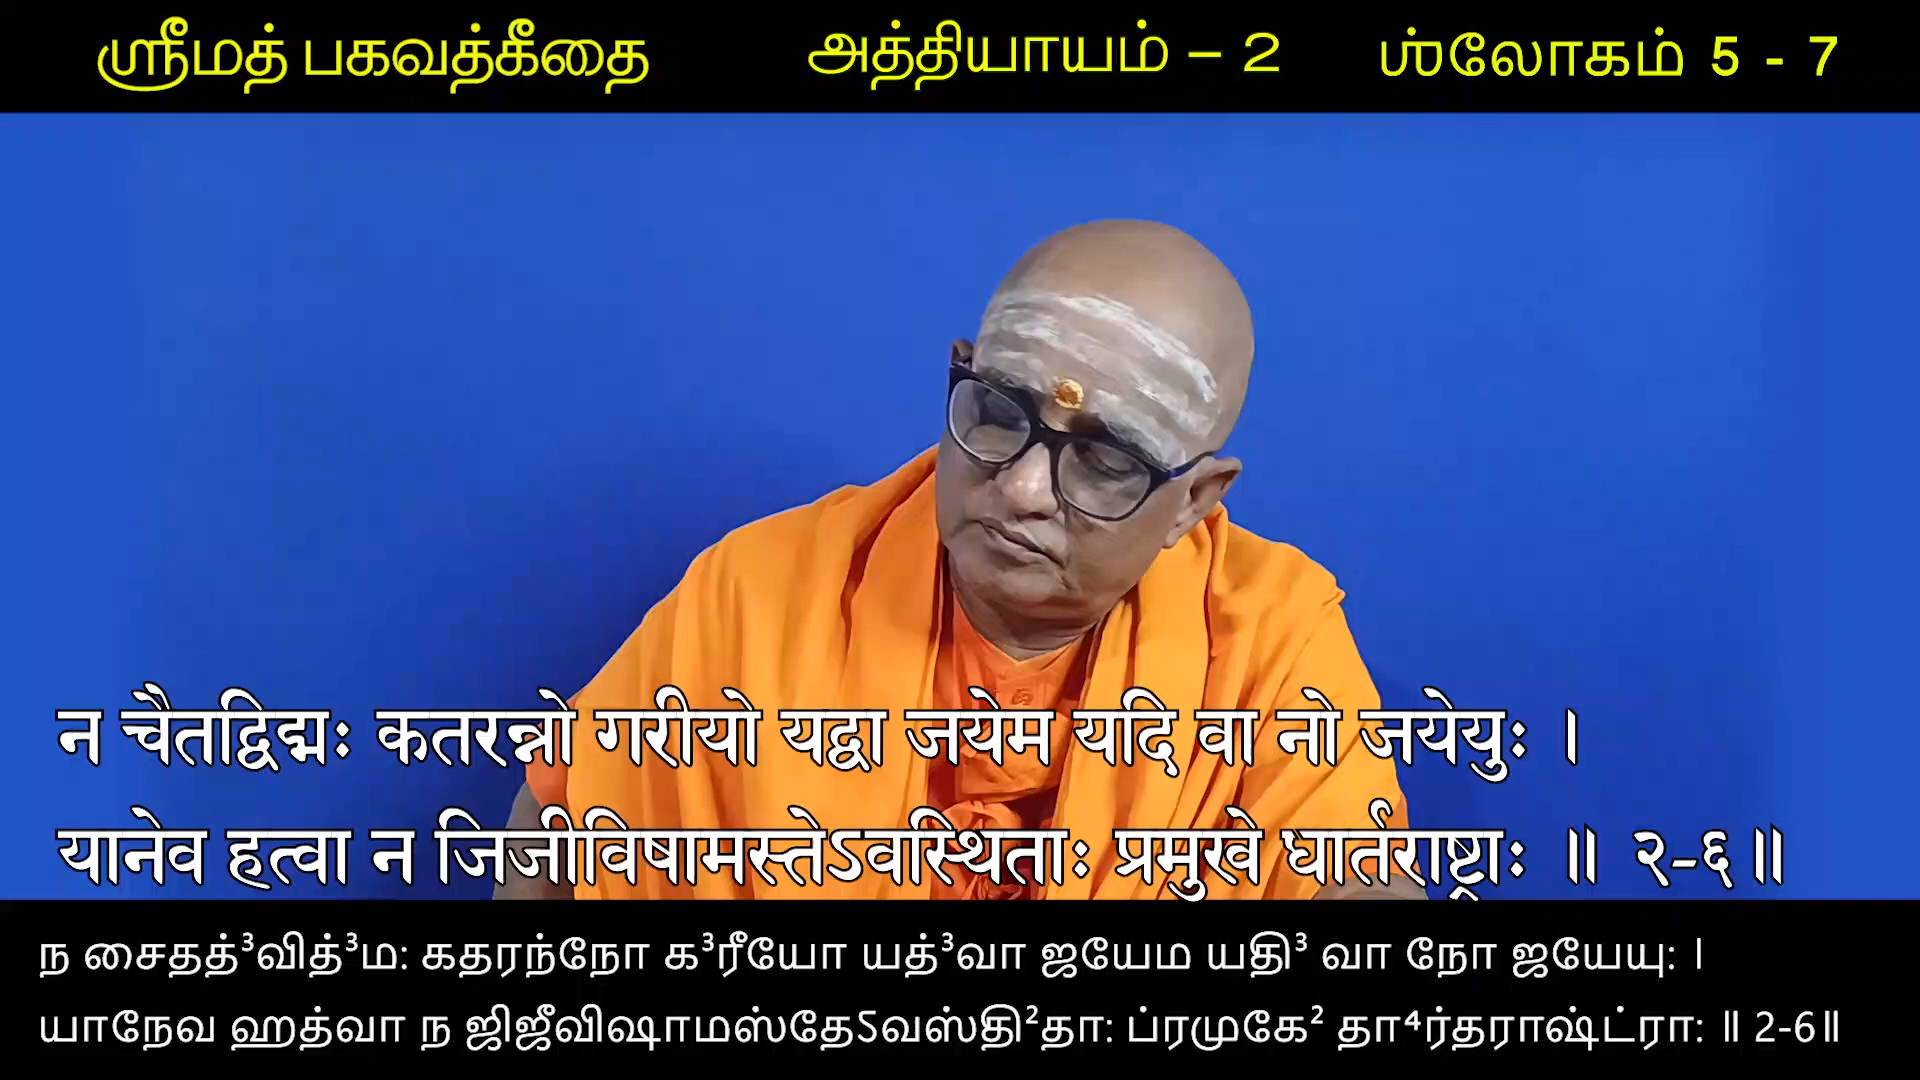 ஸ்ரீமத் பகவத்கீதை அத்தியாயம் – 2 ஶ்லோகம் 5 - 7
न चैतद्विद्मः कतरन्नो गरीयो यद्वा जयेम यदि वा नो जयेयुः ।
यानेव हत्वा न जिजीविषामस्तेऽवस्थिताः प्रमुखे धार्तराष्ट्राः ॥ २-६॥
ந சைதத்³வித்³ம: கதரந்நோ க³ரீயோ யத்³வா ஜயேம யதி³ வா நோ ஜயேயு: ।
யாநேவ ஹத்வா ந ஜிஜீவிஷாமஸ்தேঽவஸ்தி²தா: ப்ரமுகே² தா⁴ர்தராஷ்ட்ரா: ॥ 2-6॥